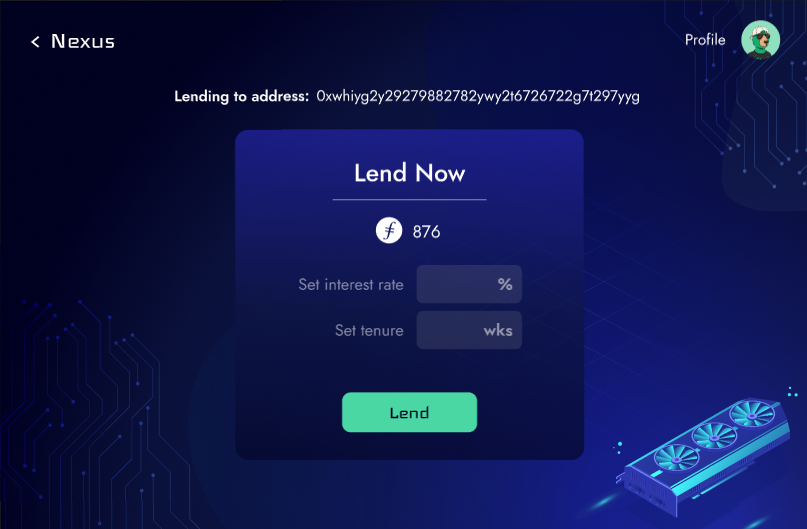 < Nexus
Profile
Lending to address: 0xwhiyg2y29279882782ywy2t6726722g7t297yyg
Lend Now
876
Set interest rate %
Set tenure wks
Lend